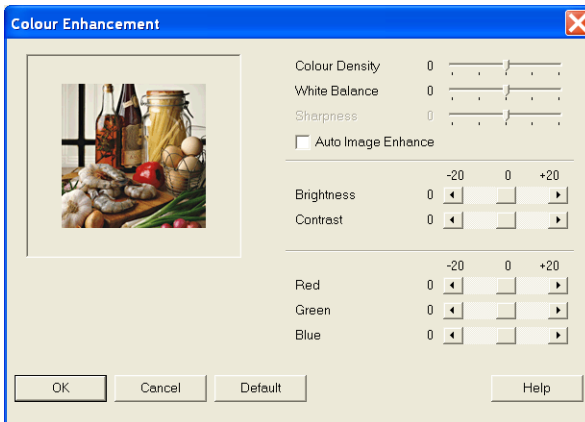 Colour Enhancement
Colour Density 0
White Balance 0
Sharpness 0
Auto Image Enhance
-20 0 +20
Brightness 0
Contrast 0
-20 0 +20
Red 0
Green 0
Blue 0
OK Cancel Default Help